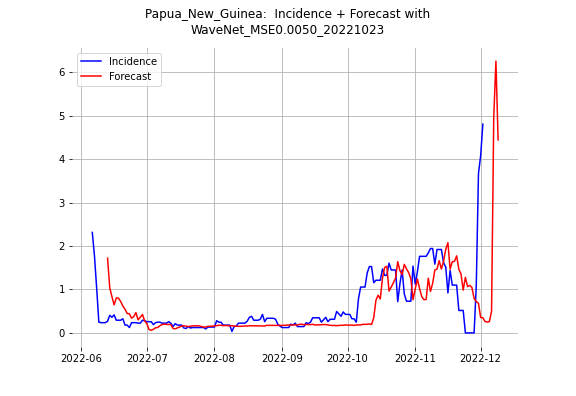 Papua_New_Guinea:  Incidence + Forecast with
WaveNet_MSE0.0050_20221023
Incidence
Forecast
6
5
4
3
2
1
0
2022-06 2022-07 2022-08 2022-09 2022-10 2022-11 2022-12